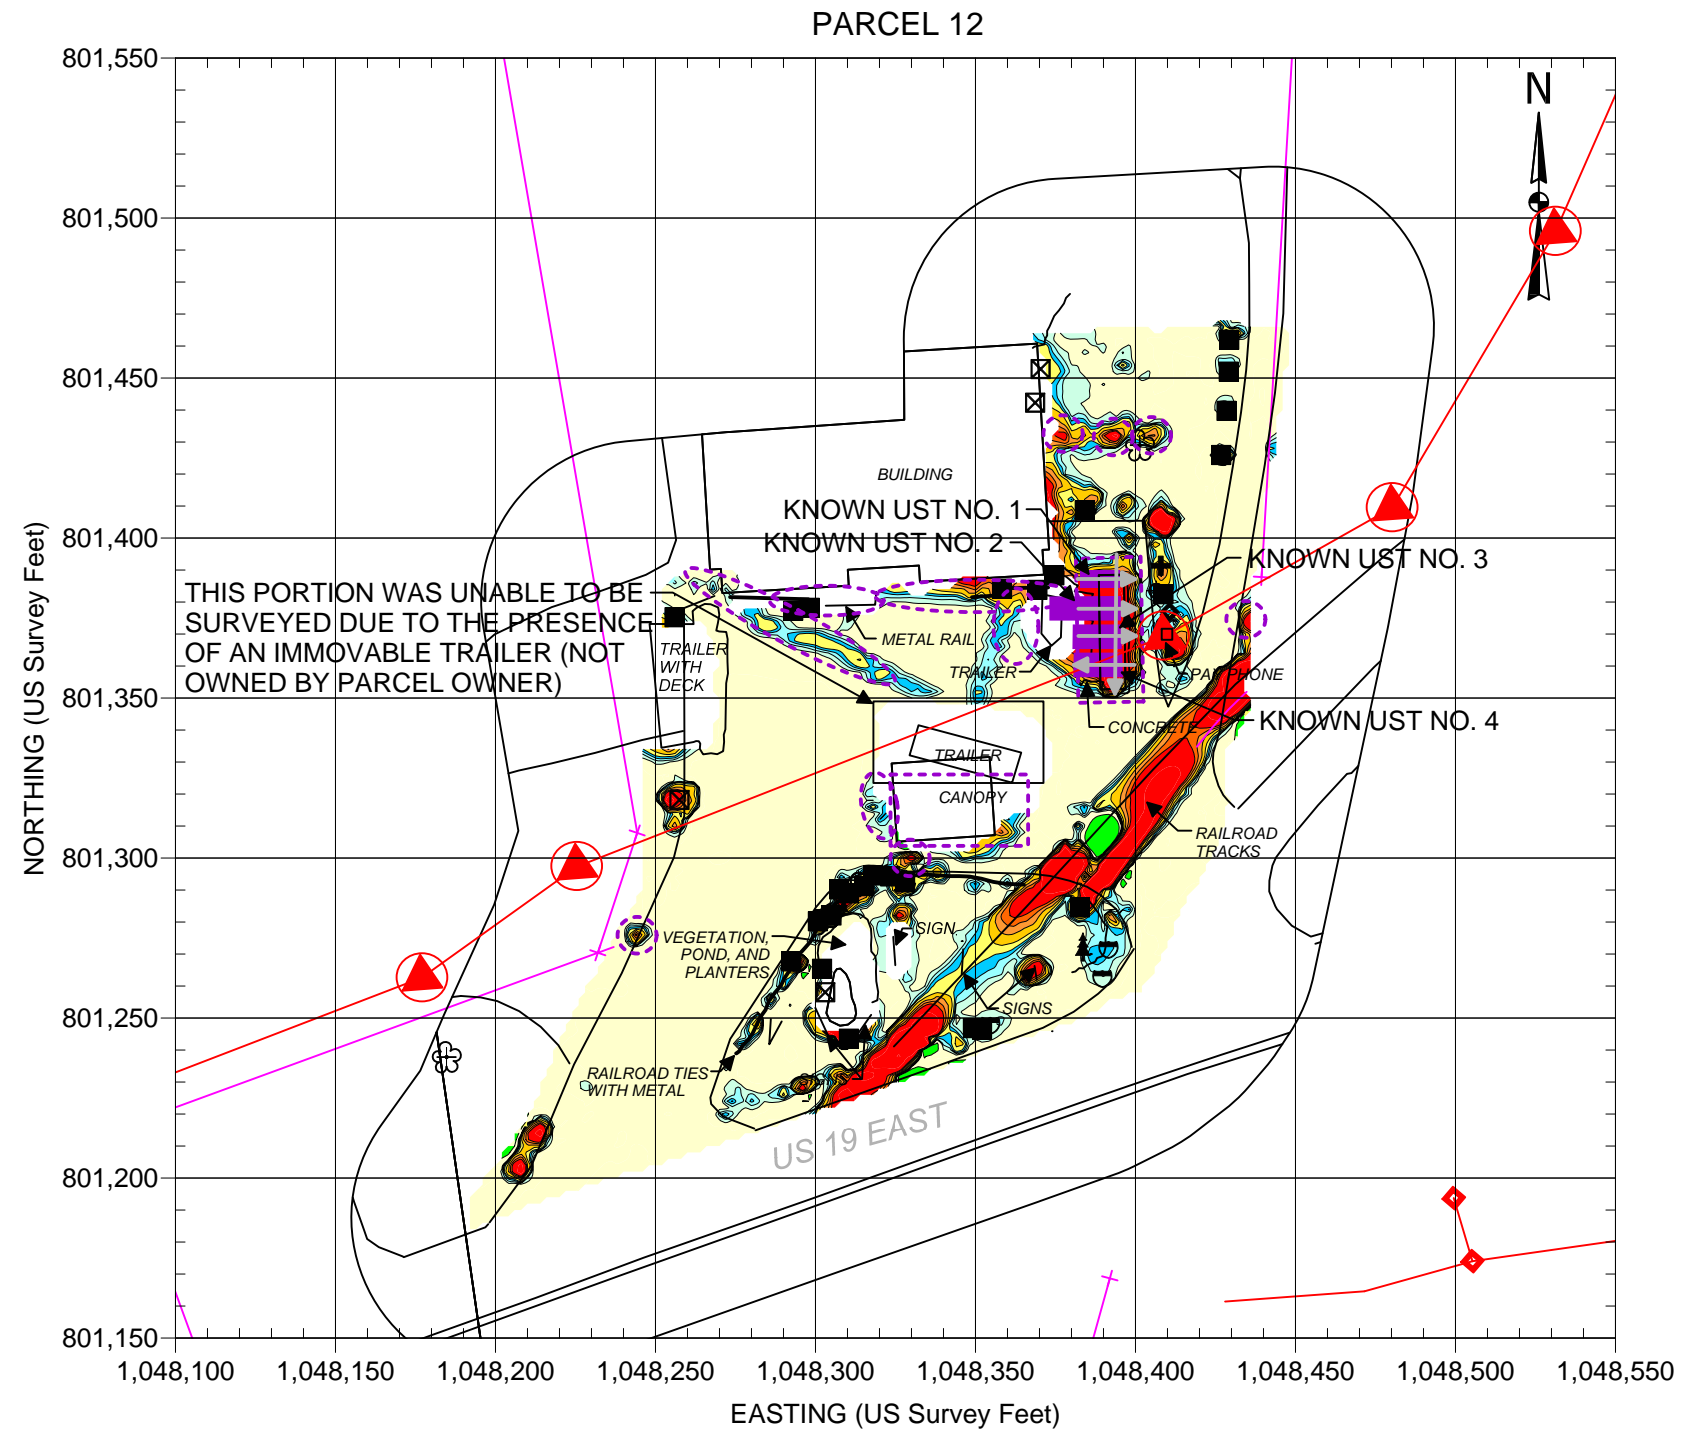 PARCEL 12
801,550
801,500
801,450
801,400
801,350
801,300
801,250
801,200
801,150
NORTHING (US Survey Feet)
N
BUILDING
KNOWN UST NO. 1
KNOWN UST NO. 2
KNOWN UST NO. 3
THIS PORTION WAS UNABLE TO BE
SURVEYED DUE TO THE PRESENCE
OF AN IMMOVABLE TRAILER (NOT
OWNED BY PARCEL OWNER)
METAL RAIL
TRAILER
WITH
DECK
TRAILER
PAY PHONE
KNOWN UST NO. 4
CONCRETE
TRAILER
CANOPY
RAILROAD
TRACKS
VEGETATION,
POND, AND
PLANTERS
SIGN
SIGNS
RAILROAD TIES
WITH METAL
US 19 EAST
1,048,100
1,048,150
1,048,200
1,048,250
1,048,300
1,048,350
1,048,400
1,048,450
1,048,500
1,048,550
EASTING (US Survey Feet)